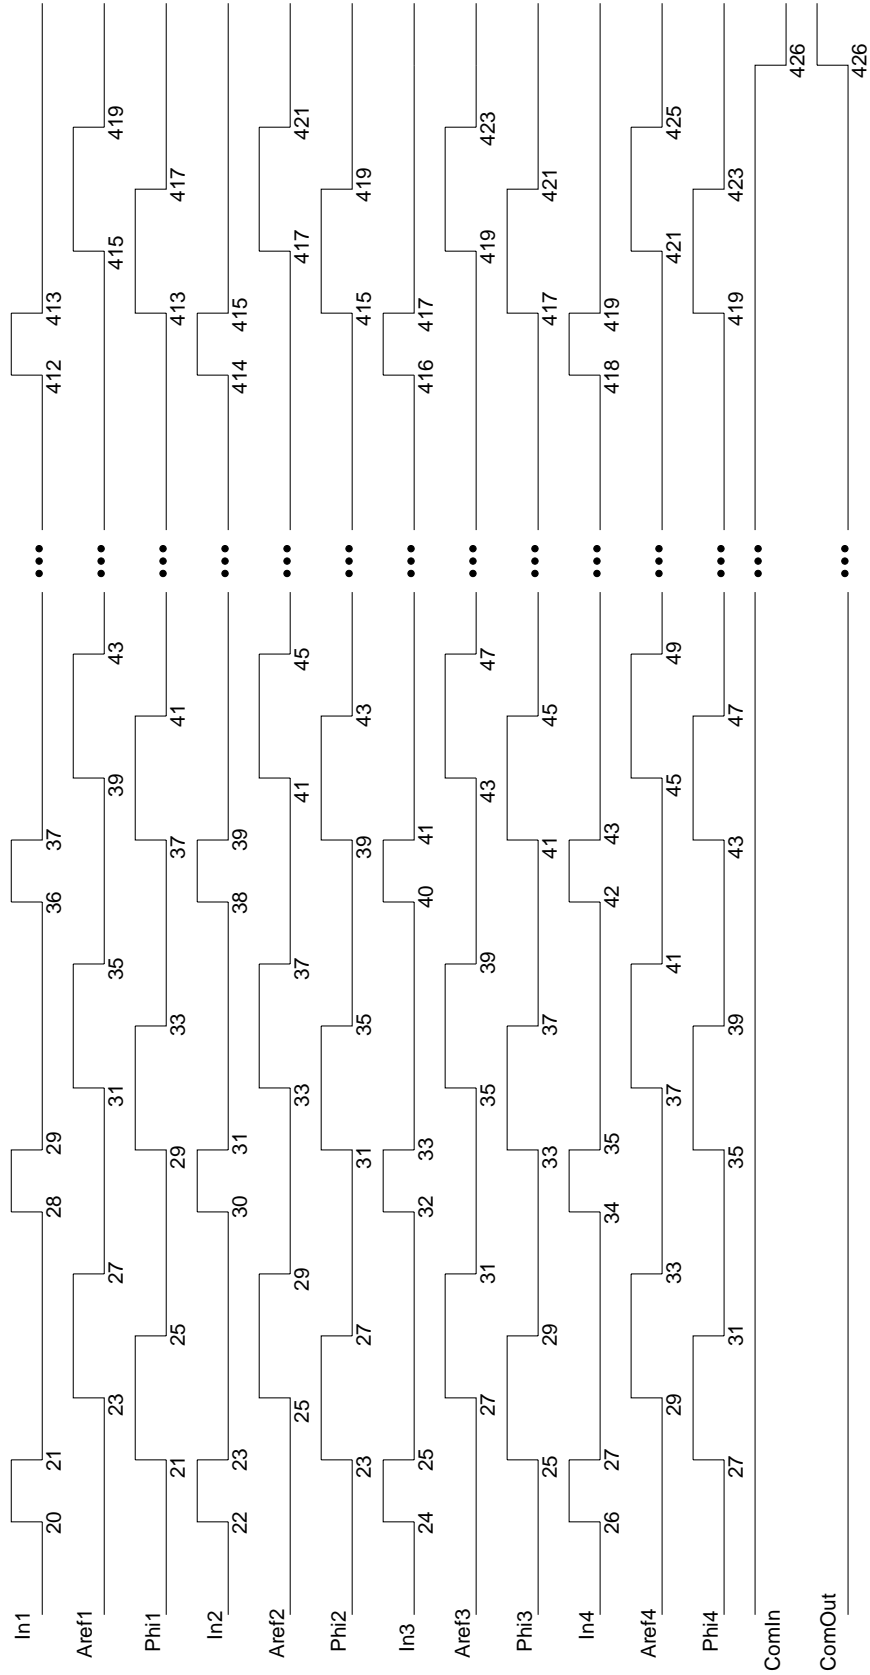 In1 20 21 28 29 36 37 412 413
Aref1 23 27 31 35 39 43 415 419
Phi1 21 25 29 33 37 41 413 417
In2 22 23 30 31 38 39 414 415
Aref2 25 29 33 37 41 45 417 421
Phi2 23 27 31 35 39 43 415 419
In3 24 25 32 33 40 41 416 417
Aref3 27 31 35 39 43 47 419 423
Phi3 25 29 33 37 41 45 417 421
In4 26 27 34 35 42 43 418 419
Aref4 29 33 37 41 45 49 421 425
Phi4 27 31 35 39 43 47 419 423
ComIn 426
ComOut 426